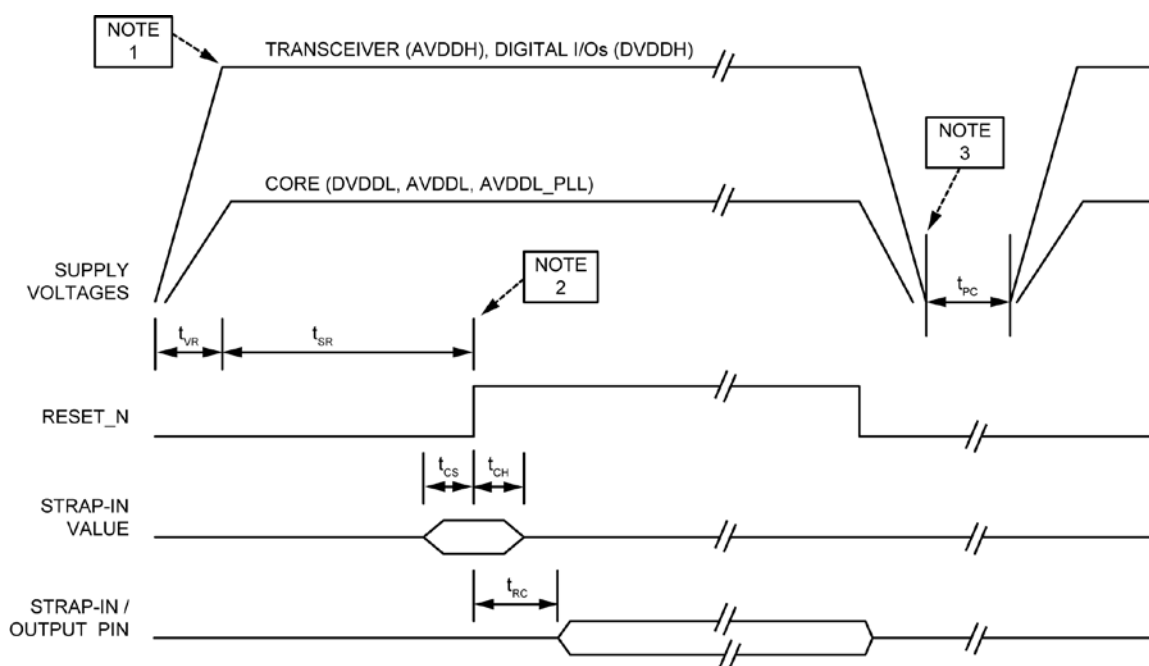 NOTE
1
TRANSCEIVER (AVDDH), DIGITAL I/Os (DVDDH)
NOTE
3
CORE (DVDDL, AVDDL, AVDDL_PLL)
NOTE
2
SUPPLY
VOLTAGES
tVR
tSR
tPC
RESET_N
tCS
tCH
STRAP-IN
VALUE
tRC
STRAP-IN /
OUTPUT PIN